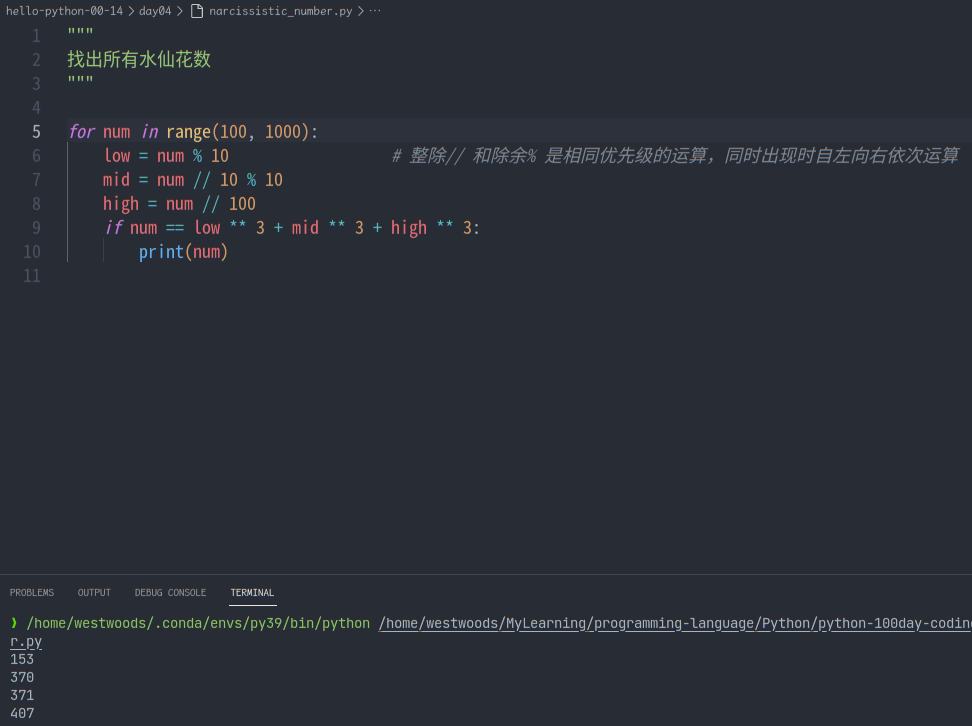 hello-python-00-14 > day04 > narcissistic_number.py > ...
1 """
2 找出所有水仙花数
3 """
4
5 for num in range(100, 1000):
6 low = num % 10 # 整除// 和除余% 是相同优先级的运算，同时出现时自左向右依次运算
7 mid = num // 10 % 10
8 high = num // 100
9 if num == low ** 3 + mid ** 3 + high ** 3:
10 print(num)
11
PROBLEMS OUTPUT DEBUG CONSOLE TERMINAL
❯ /home/westwoods/.conda/envs/py39/bin/python /home/westwoods/MyLearning/programming-language/Python/python-100day-coding
r.py
153
370
371
407